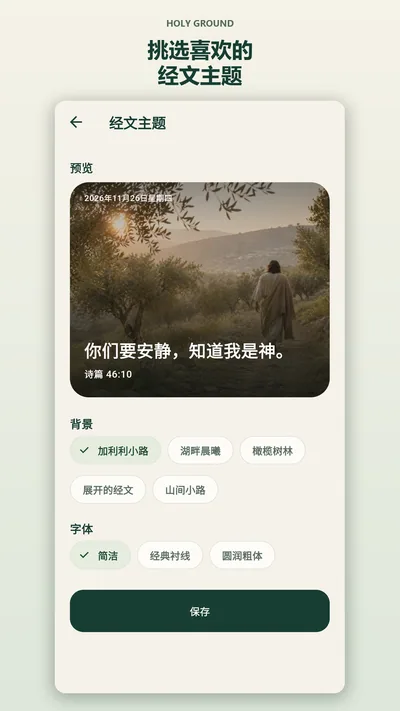 HOLY GROUND
挑选喜欢的
经文主题
经文主题
预览
2026年11月26日星期四
你们要安静，知道我是神。
诗篇 46:10
背景
加利利小路
湖畔晨曦
橄榄树林
展开的经文
山间小路
字体
简洁
经典衬线
圆润粗体
保存